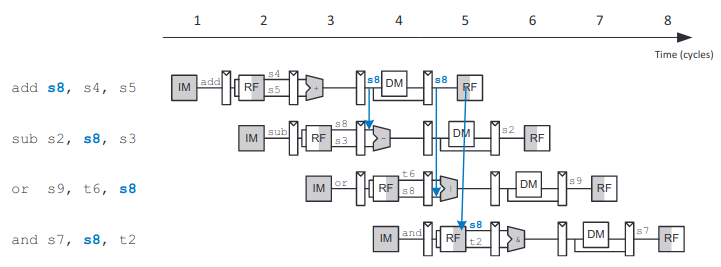 1 2 3 4 5 6 7 8
Time (cycles)
add s8, s4, s5 IM add RF s4 s5 + s8 DM s8 RF
sub s2, s8, s3 IM sub RF s8 s3 - DM s2 RF
or s9, t6, s8 IM or RF t6 s8 | DM s9 RF
and s7, s8, t2 IM and RF s8 t2 & DM s7 RF